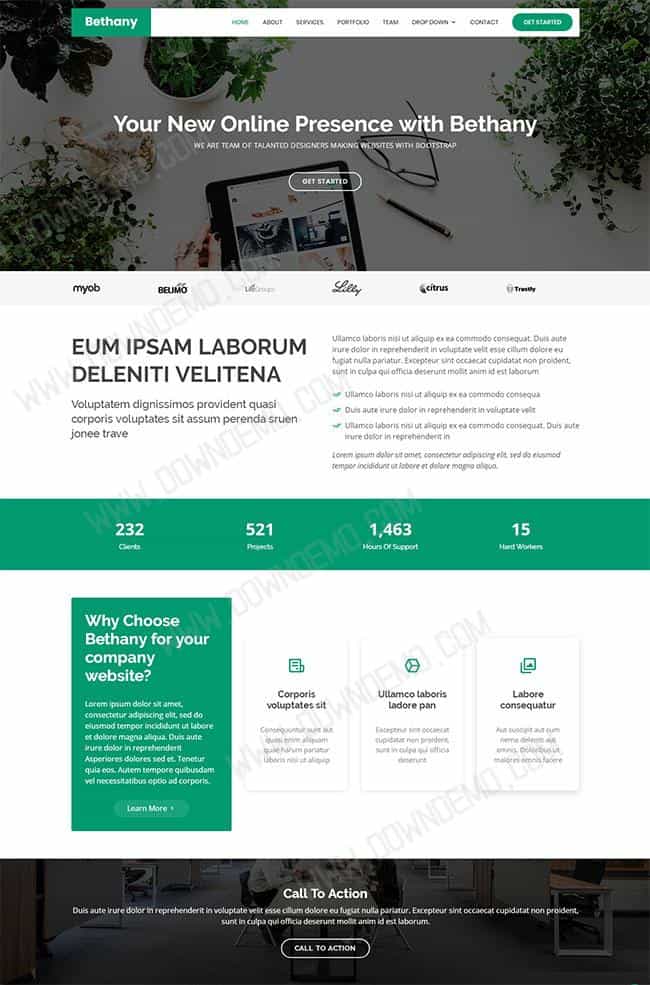 Bethany
HOME ABOUT SERVICES PORTFOLIO TEAM DROP DOWN CONTACT GET STARTED
Your New Online Presence with Bethany
WE ARE TEAM OF TALANTED DESIGNERS MAKING WEBSITES WITH BOOTSTRAP
GET STARTED
myob BELIMO LifeGroups Lilly citrus Trustly
EUM IPSAM LABORUM
DELENITI VELITENA
Voluptatem dignissimos provident quasi
corporis voluptates sit assum perenda sruen
jonee trave
Ullamco laboris nisi ut aliquip ex ea commodo consequat. Duis aute
irure dolor in reprehenderit in voluptate velit esse cillum dolore eu
fugiat nulla pariatur. Excepteur sint occaecat cupidatat non proident,
sunt in culpa qui officia deserunt mollit anim id est laborum
Ullamco laboris nisi ut aliquip ex ea commodo consequa
Duis aute irure dolor in reprehenderit in voluptate velit
Ullamco laboris nisi ut aliquip ex ea commodo consequat. Duis aute
irure dolor in reprehenderit in
Lorem ipsum dolor sit amet, consectetur adipiscing elit, sed do eiusmod
tempor incididunt ut labore et dolore magna aliqua.
232 521 1,463 15
Clients Projects Hours Of Support Hard Workers
Why Choose
Bethany for your
company
website?
Lorem ipsum dolor sit amet,
consectetur adipiscing elit, sed do
eiusmod tempor incididunt ut labore
et dolore magna aliqua. Duis aute
irure dolor in reprehenderit
Asperiores dolores sed et. Tenetur
quia eos. Autem tempore quibusdam
vel necessitatibus optio ad corporis.
Learn More
Corporis
voluptates sit
Consequuntur sunt aut
quasi enim aliquam
quae harum pariatur
laboris nisi ut aliquip
Ullamco laboris
ladore pan
Excepteur sint occaecat
cupidatat non proident,
sunt in culpa qui officia
deserunt
Labore
consequatur
Aut suscipit aut cum
nemo deleniti aut
omnis. Doloribus ut
maiores omnis facere
Call To Action
Duis aute irure dolor in reprehenderit in voluptate velit esse cillum dolore eu fugiat nulla pariatur. Excepteur sint occaecat cupidatat non proident,
sunt in culpa qui officia deserunt mollit anim id est laborum.
CALL TO ACTION
WWW.DOWNDEMO.COM
WWW.DOWNDEMO.COM
WWW.DOWNDEMO.COM
WWW.DOWNDEMO.COM
WWW.DOWNDEMO.COM